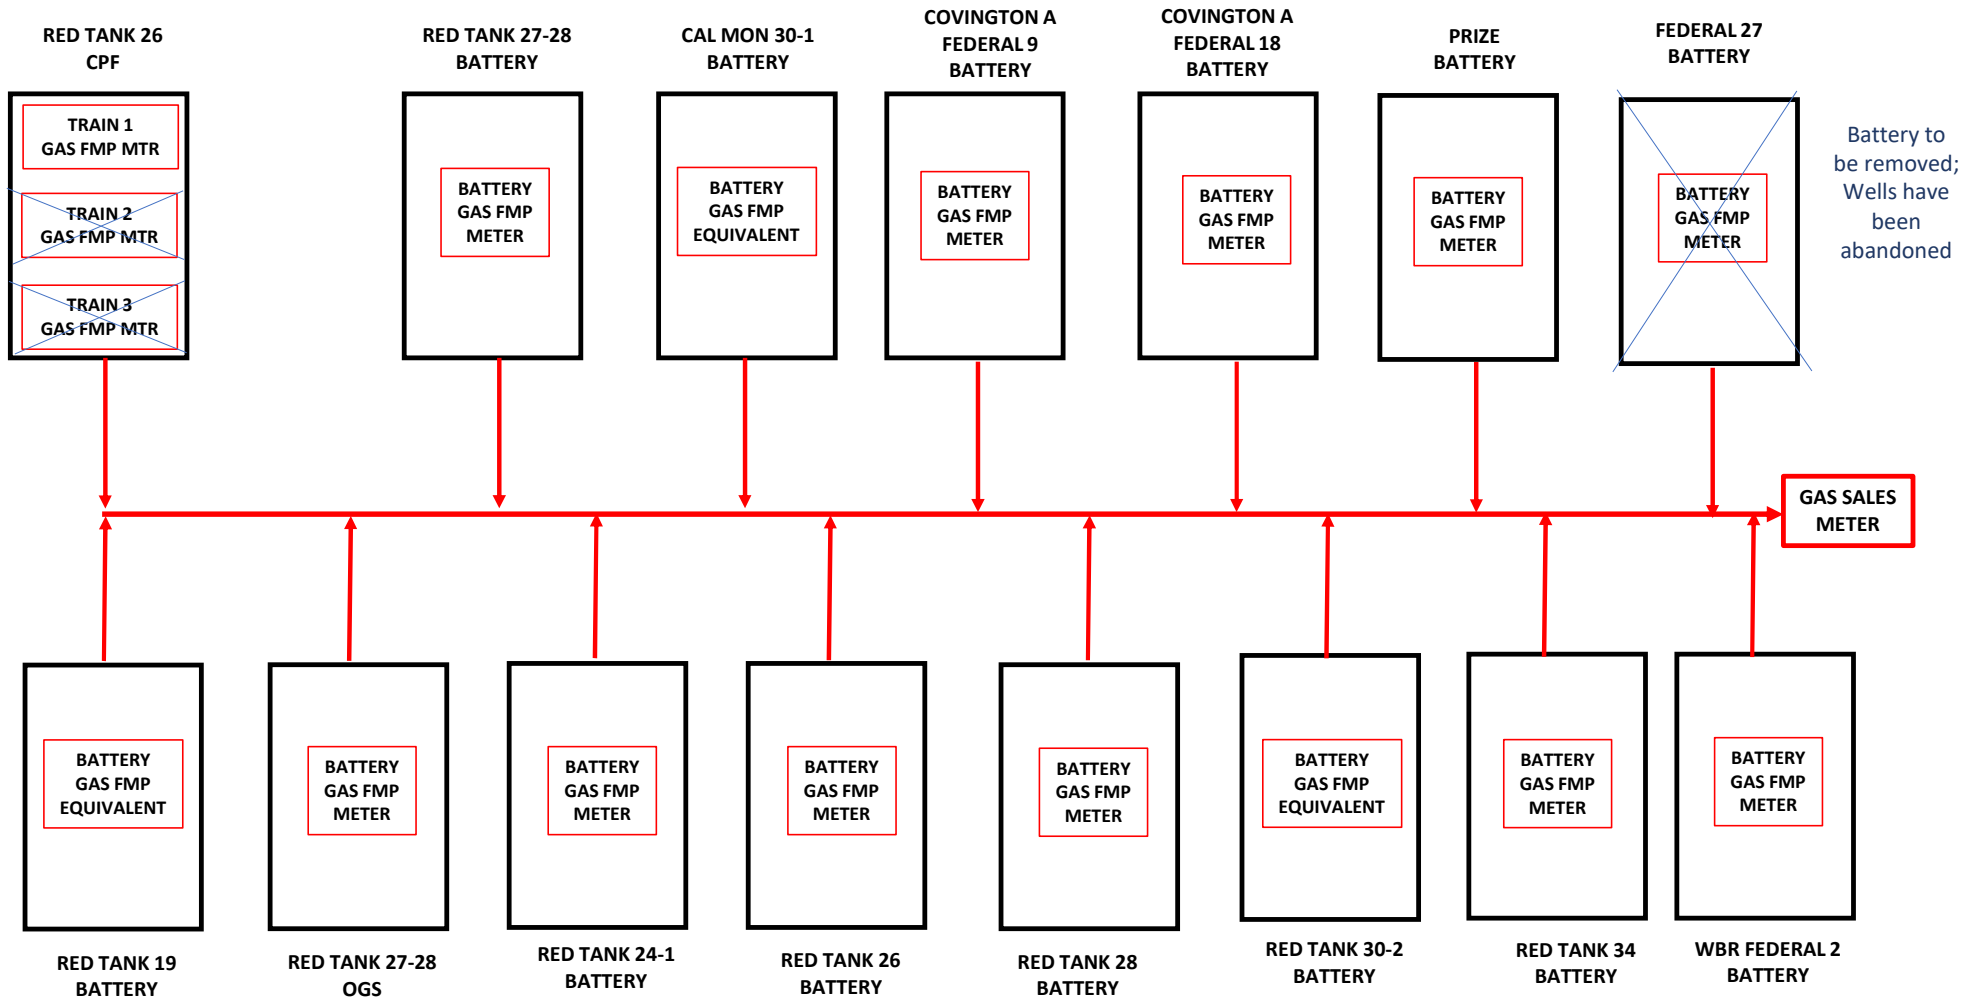 RED TANK 26
CPF
RED TANK 27-28
BATTERY
CAL MON 30-1
BATTERY
COVINGTON A
FEDERAL 9
BATTERY
COVINGTON A
FEDERAL 18
BATTERY
PRIZE
BATTERY
FEDERAL 27
BATTERY
TRAIN 1
GAS FMP MTR
TRAIN 2
GAS FMP MTR
TRAIN 3
GAS FMP MTR
BATTERY
GAS FMP
METER
BATTERY
GAS FMP
EQUIVALENT
BATTERY
GAS FMP
METER
BATTERY
GAS FMP
METER
BATTERY
GAS FMP
METER
BATTERY
GAS FMP
METER
Battery to
be removed;
Wells have
been
abandoned
GAS SALES
METER
BATTERY
GAS FMP
EQUIVALENT
BATTERY
GAS FMP
METER
BATTERY
GAS FMP
METER
BATTERY
GAS FMP
METER
BATTERY
GAS FMP
METER
BATTERY
GAS FMP
EQUIVALENT
BATTERY
GAS FMP
METER
BATTERY
GAS FMP
METER
RED TANK 19
BATTERY
RED TANK 27-28
OGS
RED TANK 24-1
BATTERY
RED TANK 26
BATTERY
RED TANK 28
BATTERY
RED TANK 30-2
BATTERY
RED TANK 34
BATTERY
WBR FEDERAL 2
BATTERY